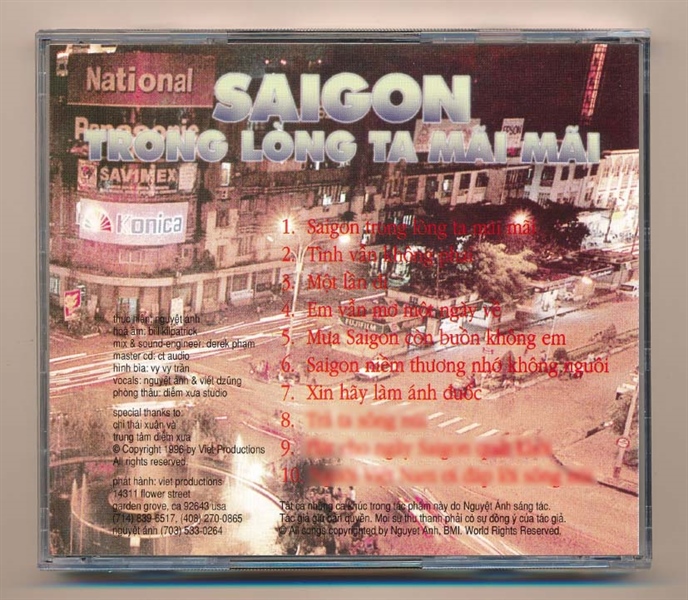 National
Panasonic
SAVIMEX
Konica
SAIGON
TRONG LÒNG TA MÃI MÃI
EPSON
FUJIFILM
1. Saigon trong lòng ta mãi mãi
2. Tình vẫn không phai
3. Một lần đi
4. Em vẫn mơ một ngày về
5. Mưa Saigon còn buồn không em
6. Saigon niềm thương nhớ không nguôi
7. Xin hãy làm ánh đuốc
8.
9.
10.
thực hiện: nguyệt ánh
hoà âm: bill kilpatrick
mix & sound-engineer: derek phạm
master cd: ct audio
hình bìa: vy vy trần
vocals: nguyệt ánh & việt dzũng
phòng thâu: diễm xưa studio
special thanks to:
chị thái xuân và
trung tâm diễm xưa
© Copyright 1996 by Viet Productions
All rights reserved.
phát hành: viet productions
14311 flower street
garden grove, ca 92643 usa
(714) 839-6517, (408) 270-0865
nguyệt ánh (703) 533-0264
Tất cả những ca khúc trong tác phẩm này do Nguyệt Ánh sáng tác.
Tác giả giữ bản quyền. Mọi sự thu thanh phải có sự đồng ý của tác giả.
© All songs copyrighted by Nguyet Anh, BMI. World Rights Reserved.